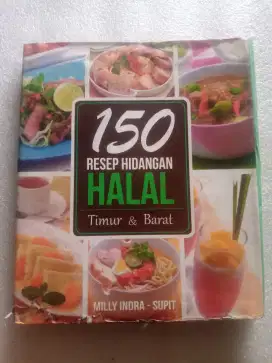 150
RESEP HIDANGAN
HALAL
Timur & Barat
MILLY INDRA - SUPIT